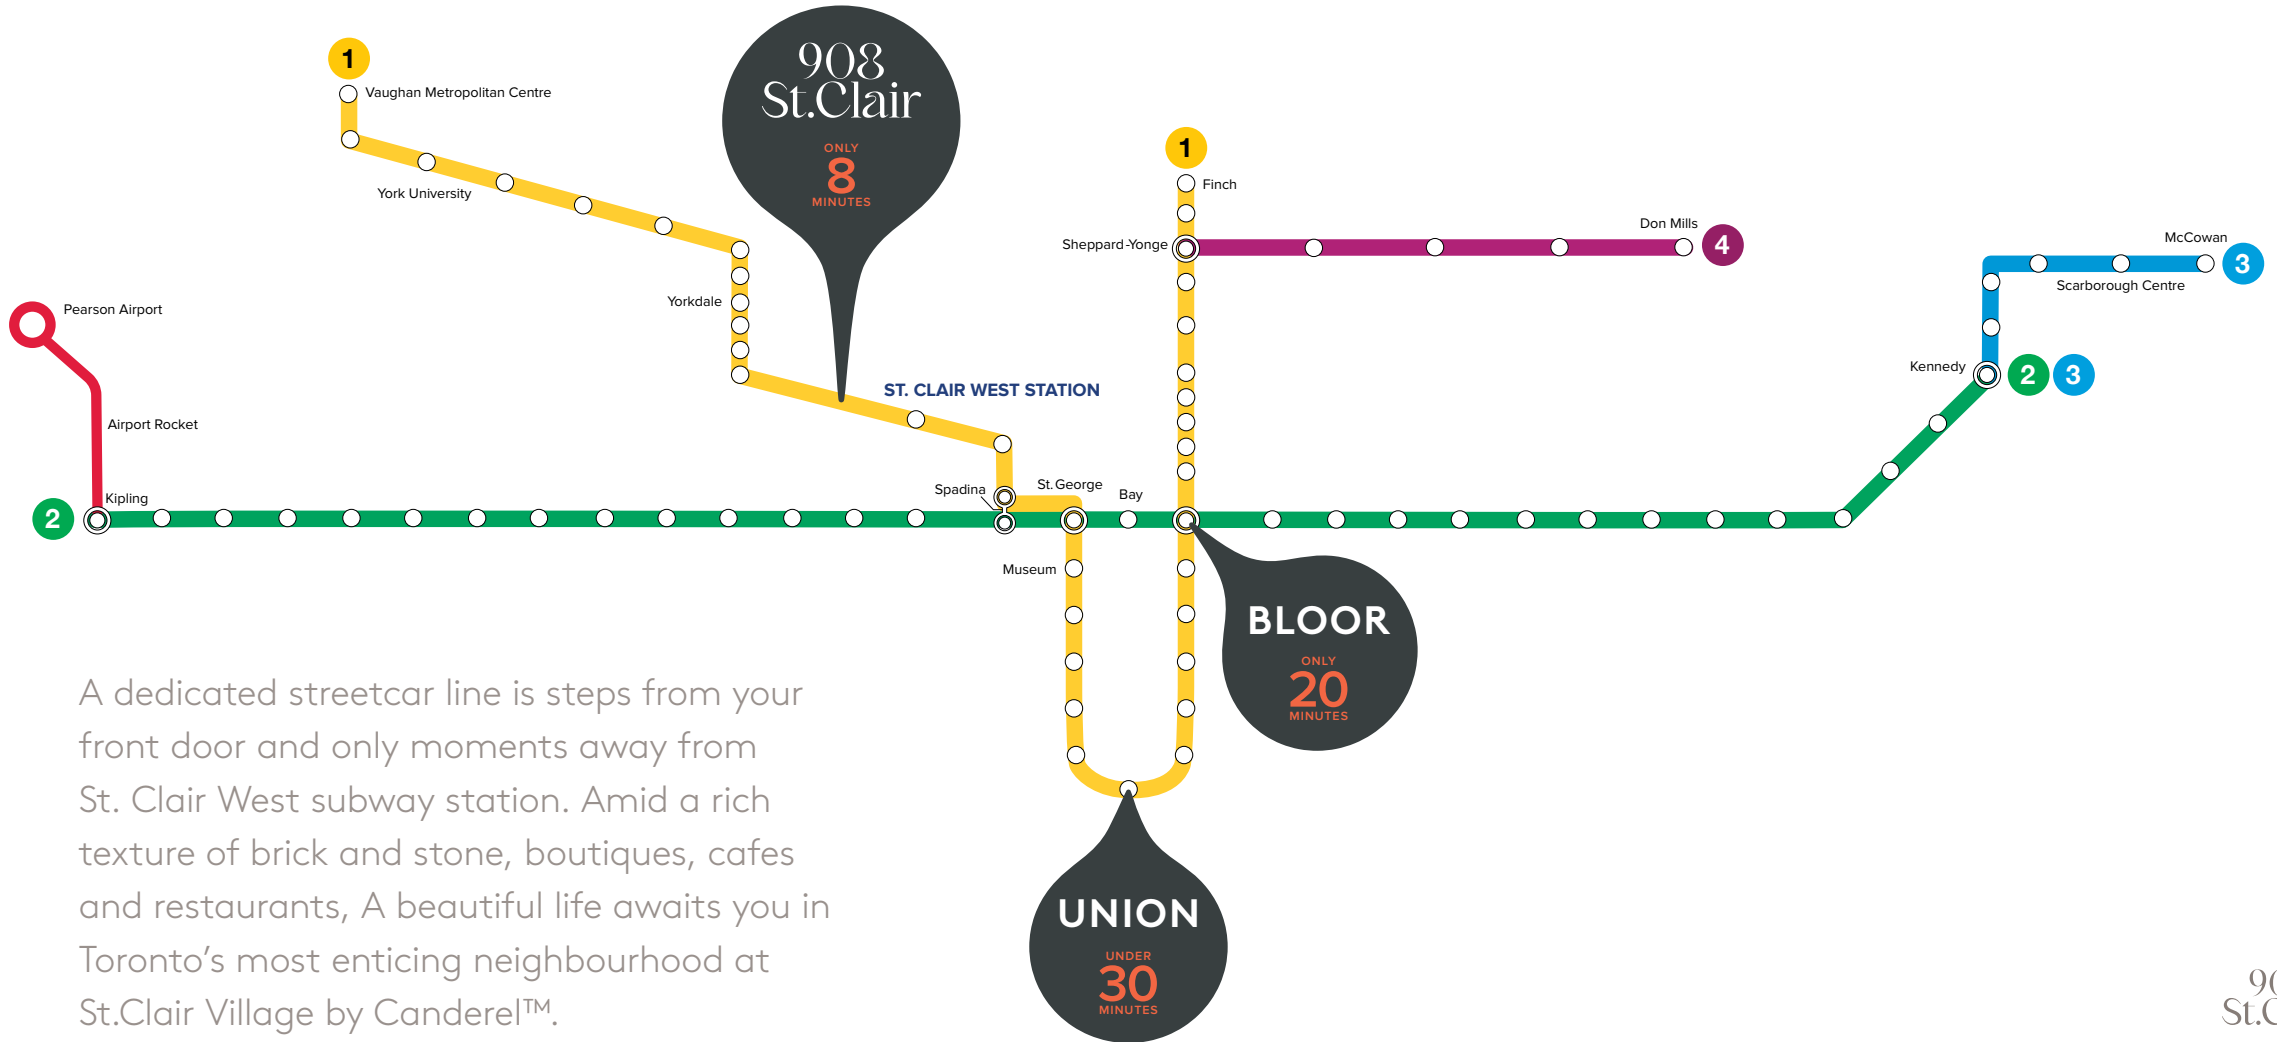 1
Vaughan Metropolitan Centre
York University
Yorkdale
908
St.Clair
ONLY
8
MINUTES
ST. CLAIR WEST STATION
1
Finch
Sheppard-Yonge
Don Mills
4
McCowan
3
Scarborough Centre
Kennedy
2
3
Pearson Airport
Airport Rocket
Kipling
2
Spadina
St. George
Bay
Museum
BLOOR
ONLY
20
MINUTES
UNION
UNDER
30
MINUTES
A dedicated streetcar line is steps from your
front door and only moments away from
St. Clair West subway station. Amid a rich
texture of brick and stone, boutiques, cafes
and restaurants, A beautiful life awaits you in
Toronto's most enticing neighbourhood at
St.Clair Village by Canderel™.